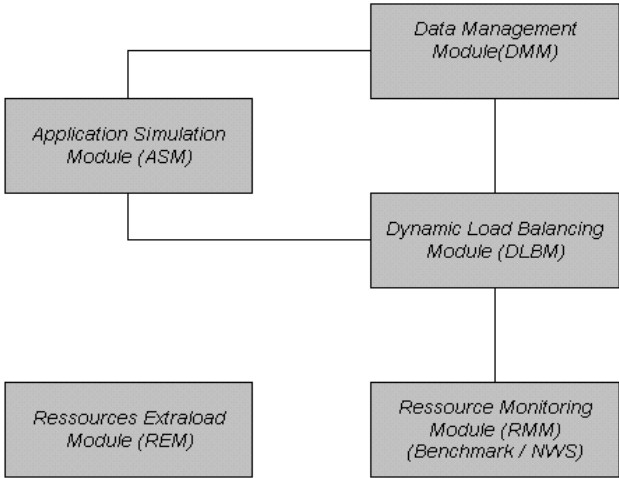 Data Management
Module(DMM)
Application Simulation
Module (ASM)
Dynamic Load Balancing
Module (DLBM)
Ressources Extraload
Module (REM)
Ressource Monitoring
Module (RMM)
(Benchmark / NWS)